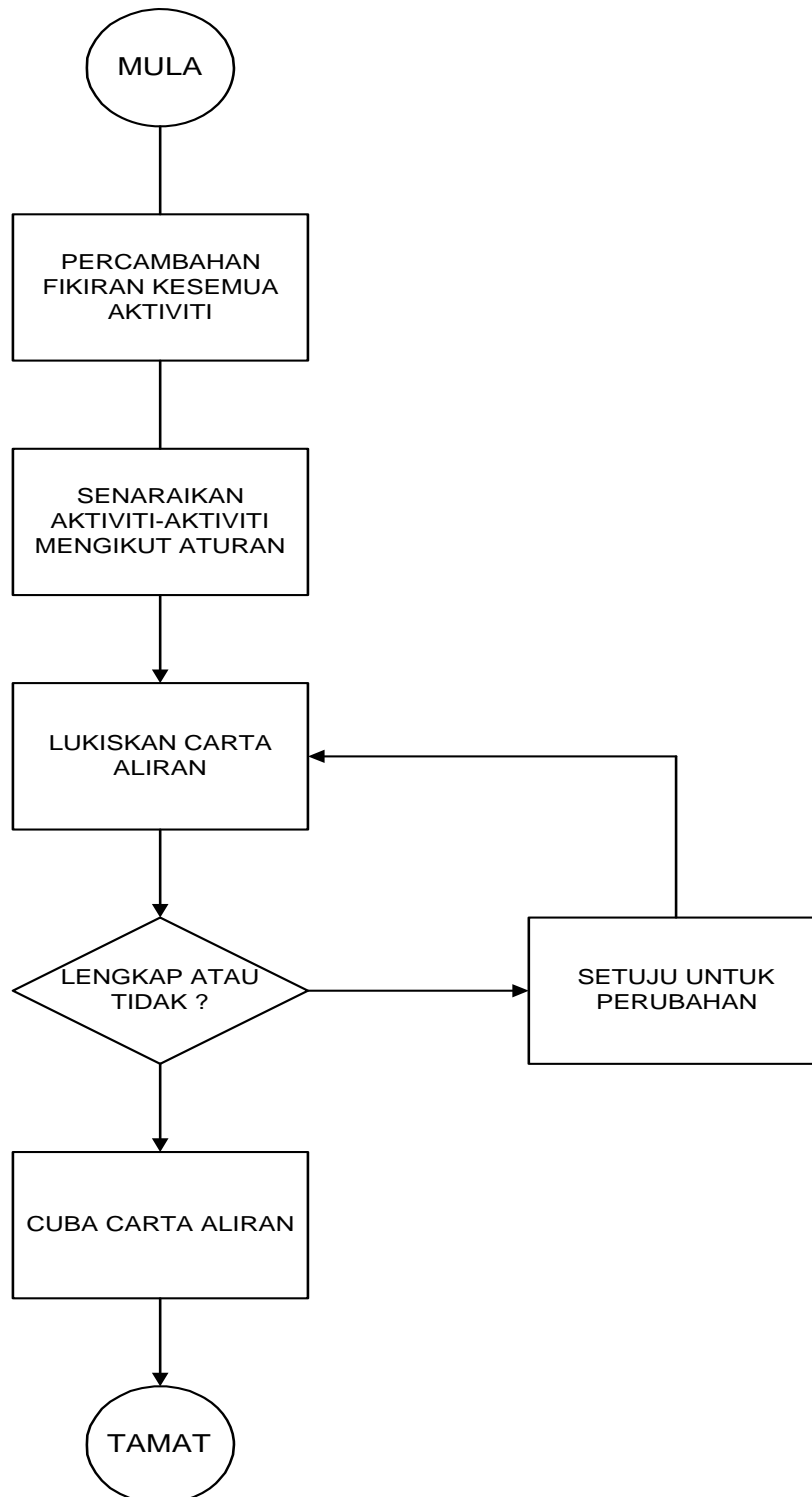 MULA
PERCAMBAHAN
FIKIRAN KESEMUA
AKTIVITI
SENARAIKAN
AKTIVITI-AKTIVITI
MENGIKUT ATURAN
LUKISKAN CARTA
ALIRAN
LENGKAP ATAU
TIDAK ?
SETUJU UNTUK
PERUBAHAN
CUBA CARTA ALIRAN
TAMAT